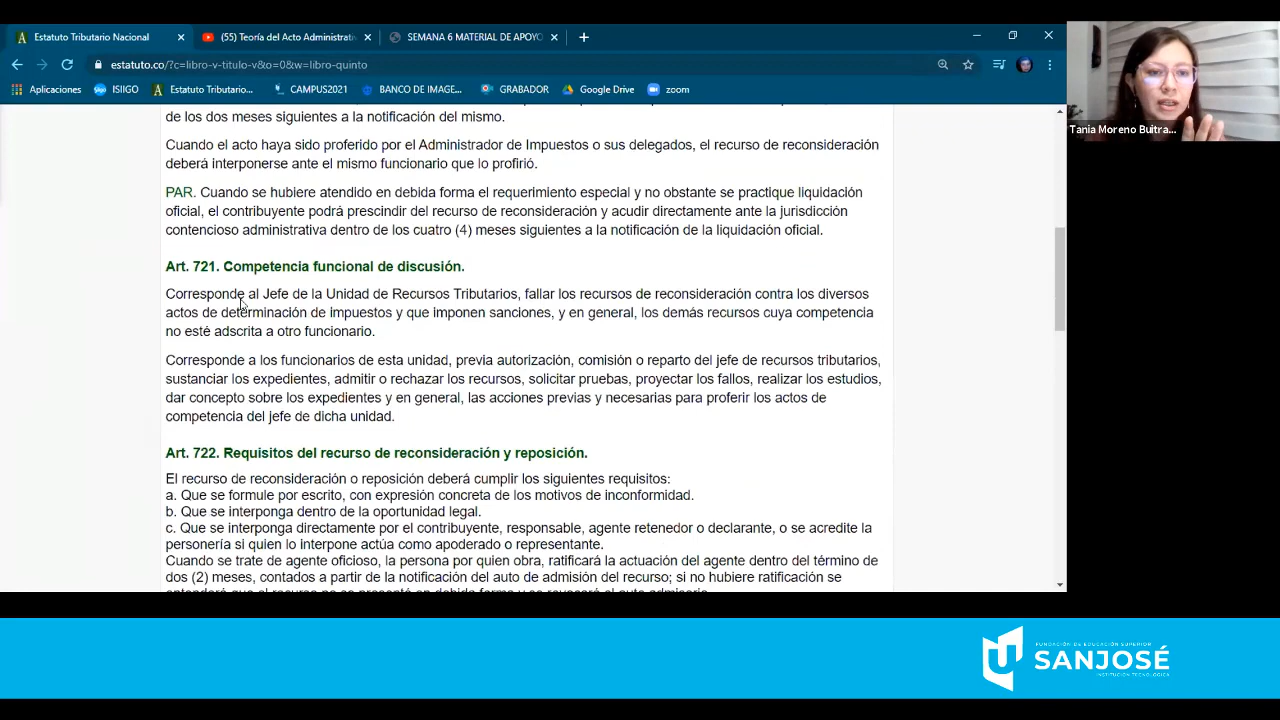 Estatuto Tributario Nacional
(55) Teoría del Acto Administrati
SEMANA 6 MATERIAL DE APOYO
estatuto.co/?c=libro-v-titulo-v&o=0&w=libro-quinto
Aplicaciones
ISIIGO
Estatuto Tributario...
CAMPUS2021
BANCO DE IMAGE...
GRABADOR
Google Drive
zoom
Tania Moreno Buitra...
de los dos meses siguientes a la notificación del mismo.
Cuando el acto haya sido proferido por el Administrador de Impuestos o sus delegados, el recurso de reconsideración
deberá interponerse ante el mismo funcionario que lo profirió.
PAR. Cuando se hubiere atendido en debida forma el requerimiento especial y no obstante se practique liquidación
oficial, el contribuyente podrá prescindir del recurso de reconsideración y acudir directamente ante la jurisdicción
contencioso administrativa dentro de los cuatro (4) meses siguientes a la notificación de la liquidación oficial.
Art. 721. Competencia funcional de discusión.
Corresponde al Jefe de la Unidad de Recursos Tributarios, fallar los recursos de reconsideración contra los diversos
actos de determinación de impuestos y que imponen sanciones, y en general, los demás recursos cuya competencia
no esté adscrita a otro funcionario.
Corresponde a los funcionarios de esta unidad, previa autorización, comisión o reparto del jefe de recursos tributarios,
sustanciar los expedientes, admitir o rechazar los recursos, solicitar pruebas, proyectar los fallos, realizar los estudios,
dar concepto sobre los expedientes y en general, las acciones previas y necesarias para proferir los actos de
competencia del jefe de dicha unidad.
Art. 722. Requisitos del recurso de reconsideración y reposición.
El recurso de reconsideración o reposición deberá cumplir los siguientes requisitos:
a. Que se formule por escrito, con expresión concreta de los motivos de inconformidad.
b. Que se interponga dentro de la oportunidad legal.
c. Que se interponga directamente por el contribuyente, responsable, agente retenedor o declarante, o se acredite la
personería si quien lo interpone actúa como apoderado o representante.
Cuando se trate de agente oficioso, la persona por quien obra, ratificará la actuación del agente dentro del término de
dos (2) meses, contados a partir de la notificación del auto de admisión del recurso; si no hubiere ratificación se
FUNDACIÓN DE EDUCACIÓN SUPERIOR
SANJOSÉ
INSTITUCIÓN TECNOLÓGICA